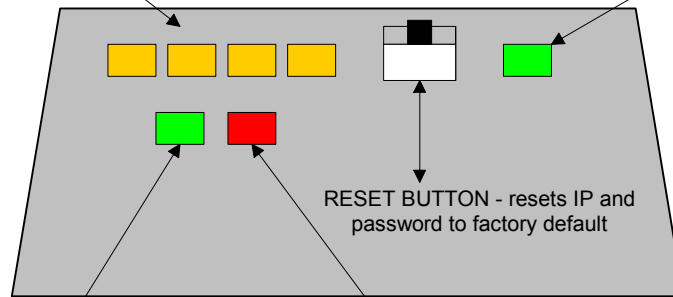 RESET BUTTON - resets IP and
password to factory default